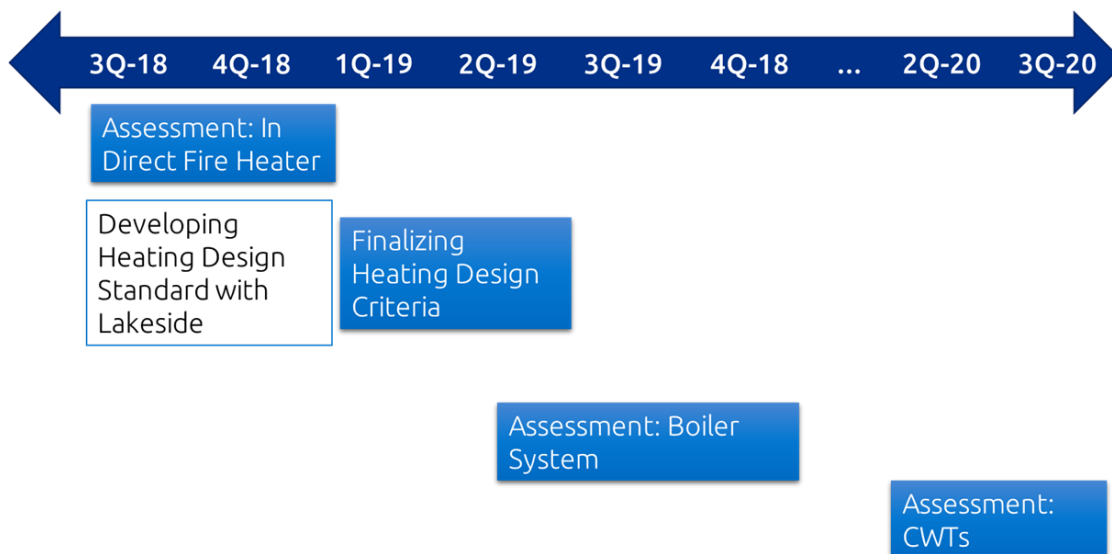 3Q-18 4Q-18 1Q-19 2Q-19 3Q-19 4Q-18 ... 2Q-20 3Q-20
Assessment: In
Direct Fire Heater
Developing
Heating Design
Standard with
Lakeside
Finalizing
Heating Design
Criteria
Assessment: Boiler
System
Assessment:
CWTs